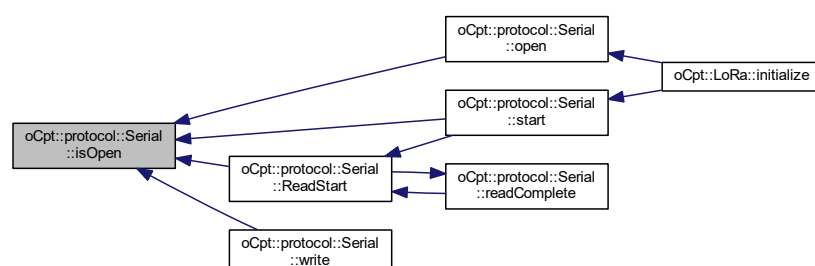 oCpt::protocol::Serial
::open
oCpt::LoRa::initialize
oCpt::protocol::Serial
::start
oCpt::protocol::Serial
::isOpen
oCpt::protocol::Serial
::ReadStart
oCpt::protocol::Serial
::readComplete
oCpt::protocol::Serial
::write